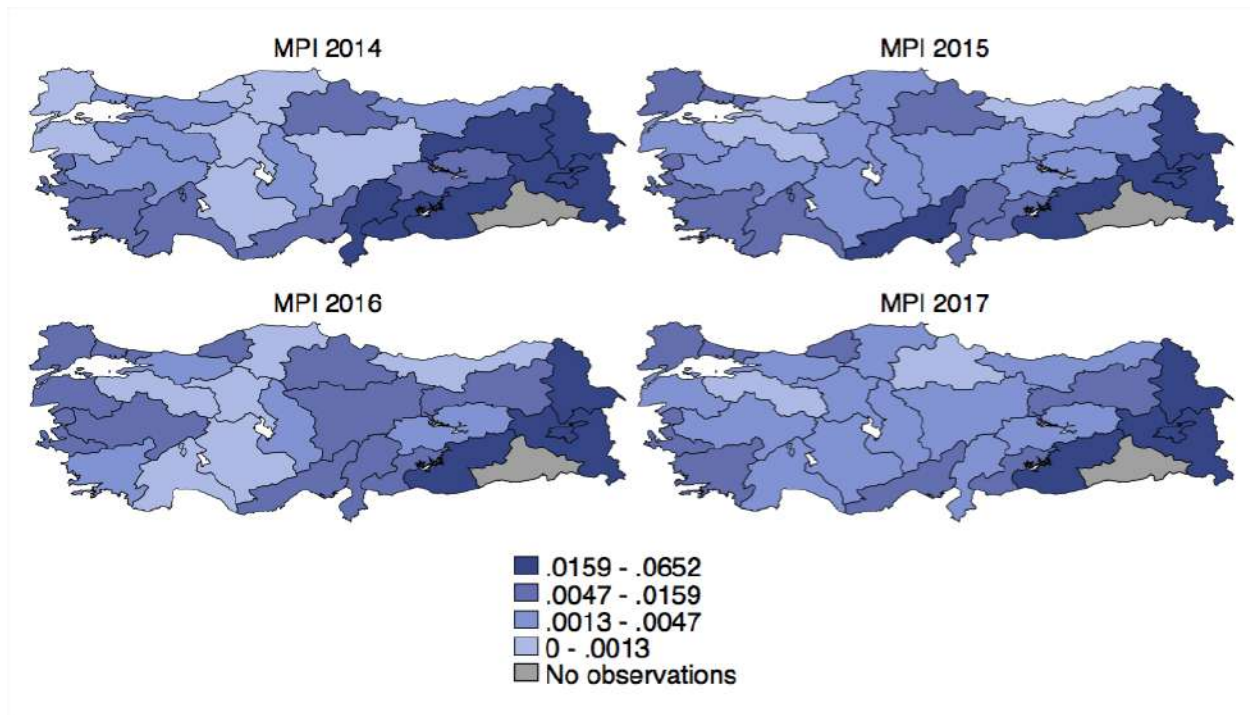 MPI 2014
MPI 2015
MPI 2016
MPI 2017
.0159 - .0652
.0047 - .0159
.0013 - .0047
0 - .0013
No observations